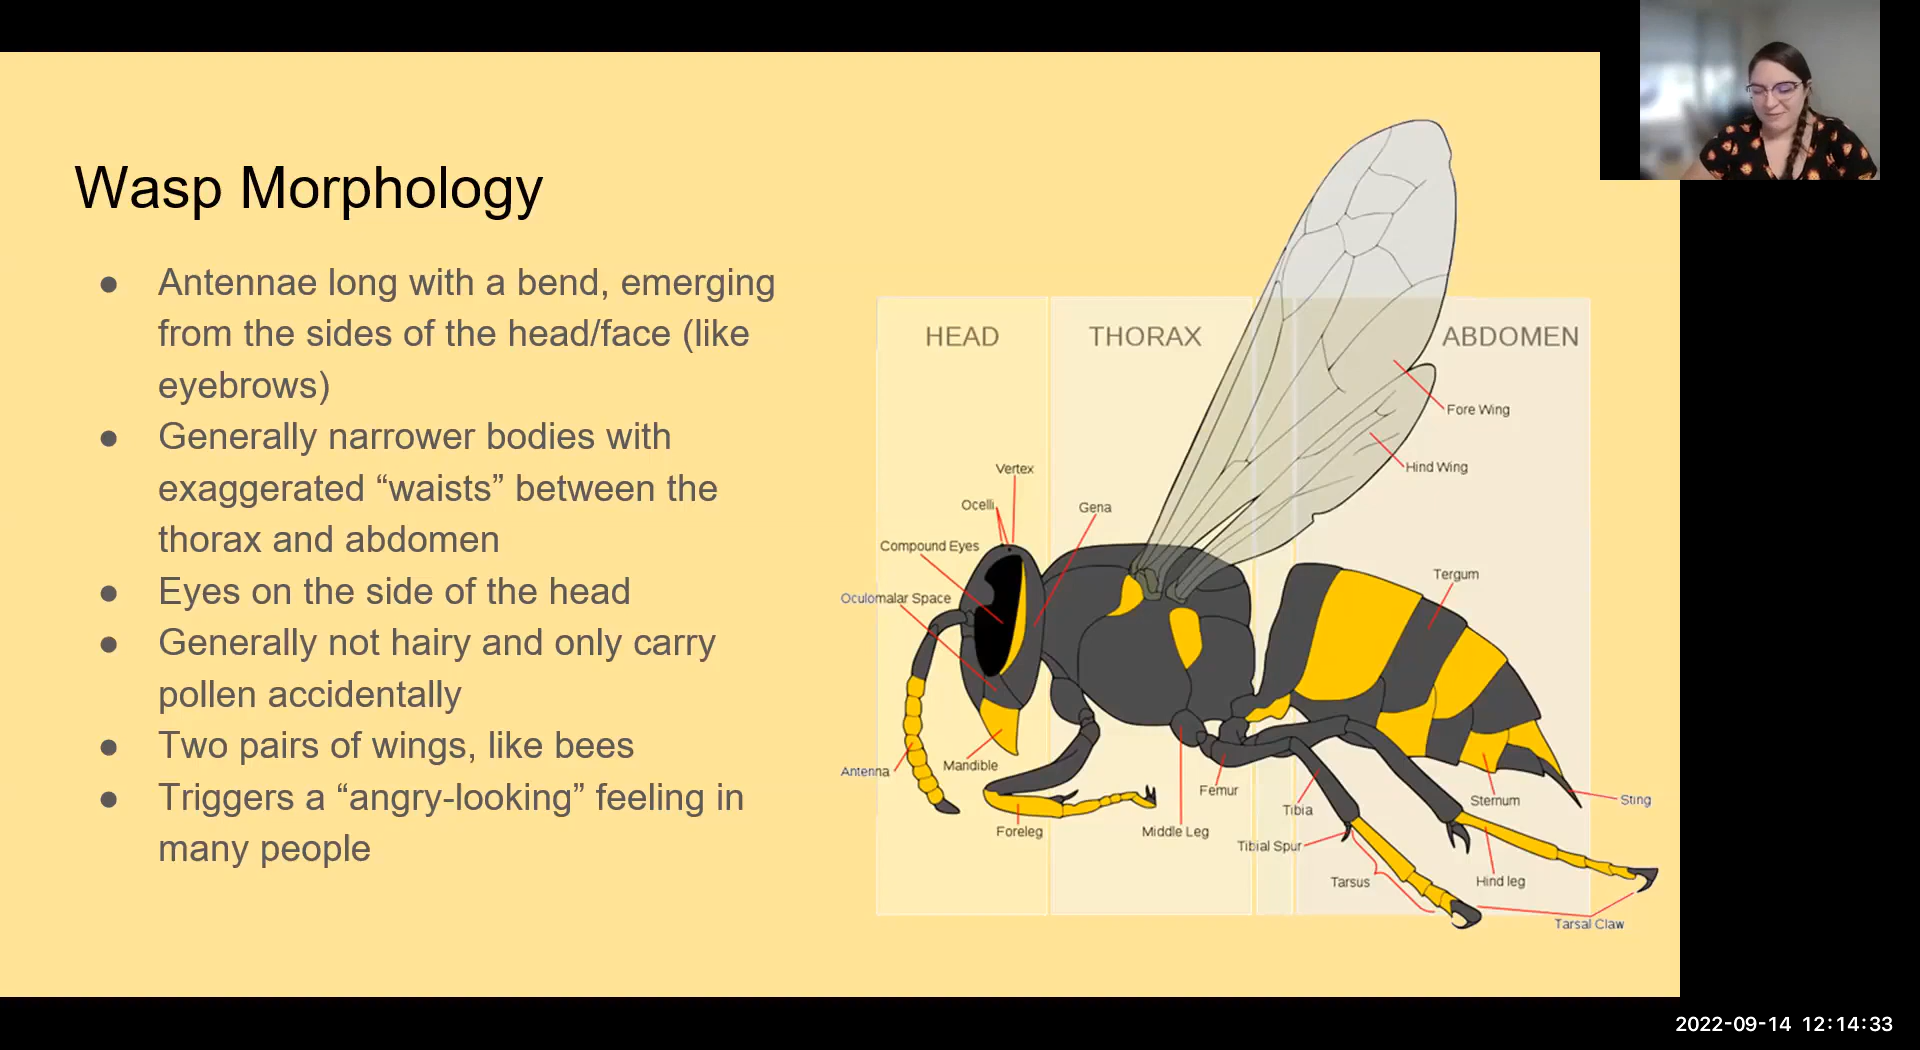 Wasp Morphology
● Antennae long with a bend, emerging
from the sides of the head/face (like
eyebrows)
● Generally narrower bodies with
exaggerated “waists” between the
thorax and abdomen
● Eyes on the side of the head
● Generally not hairy and only carry
pollen accidentally
● Two pairs of wings, like bees
● Triggers a “angry-looking” feeling in
many people
HEAD
THORAX
ABDOMEN
Fore Wing
Hind Wing
Vertex
Ocelli
Gena
Compound Eyes
Oculomalar Space
Tergum
Antenna
Mandible
Foreleg
Middle Leg
Femur
Tibia
Tibial Spur
Tarsus
Sternum
Sting
Hind leg
Tarsal Claw
2022-09-14 12:14:33